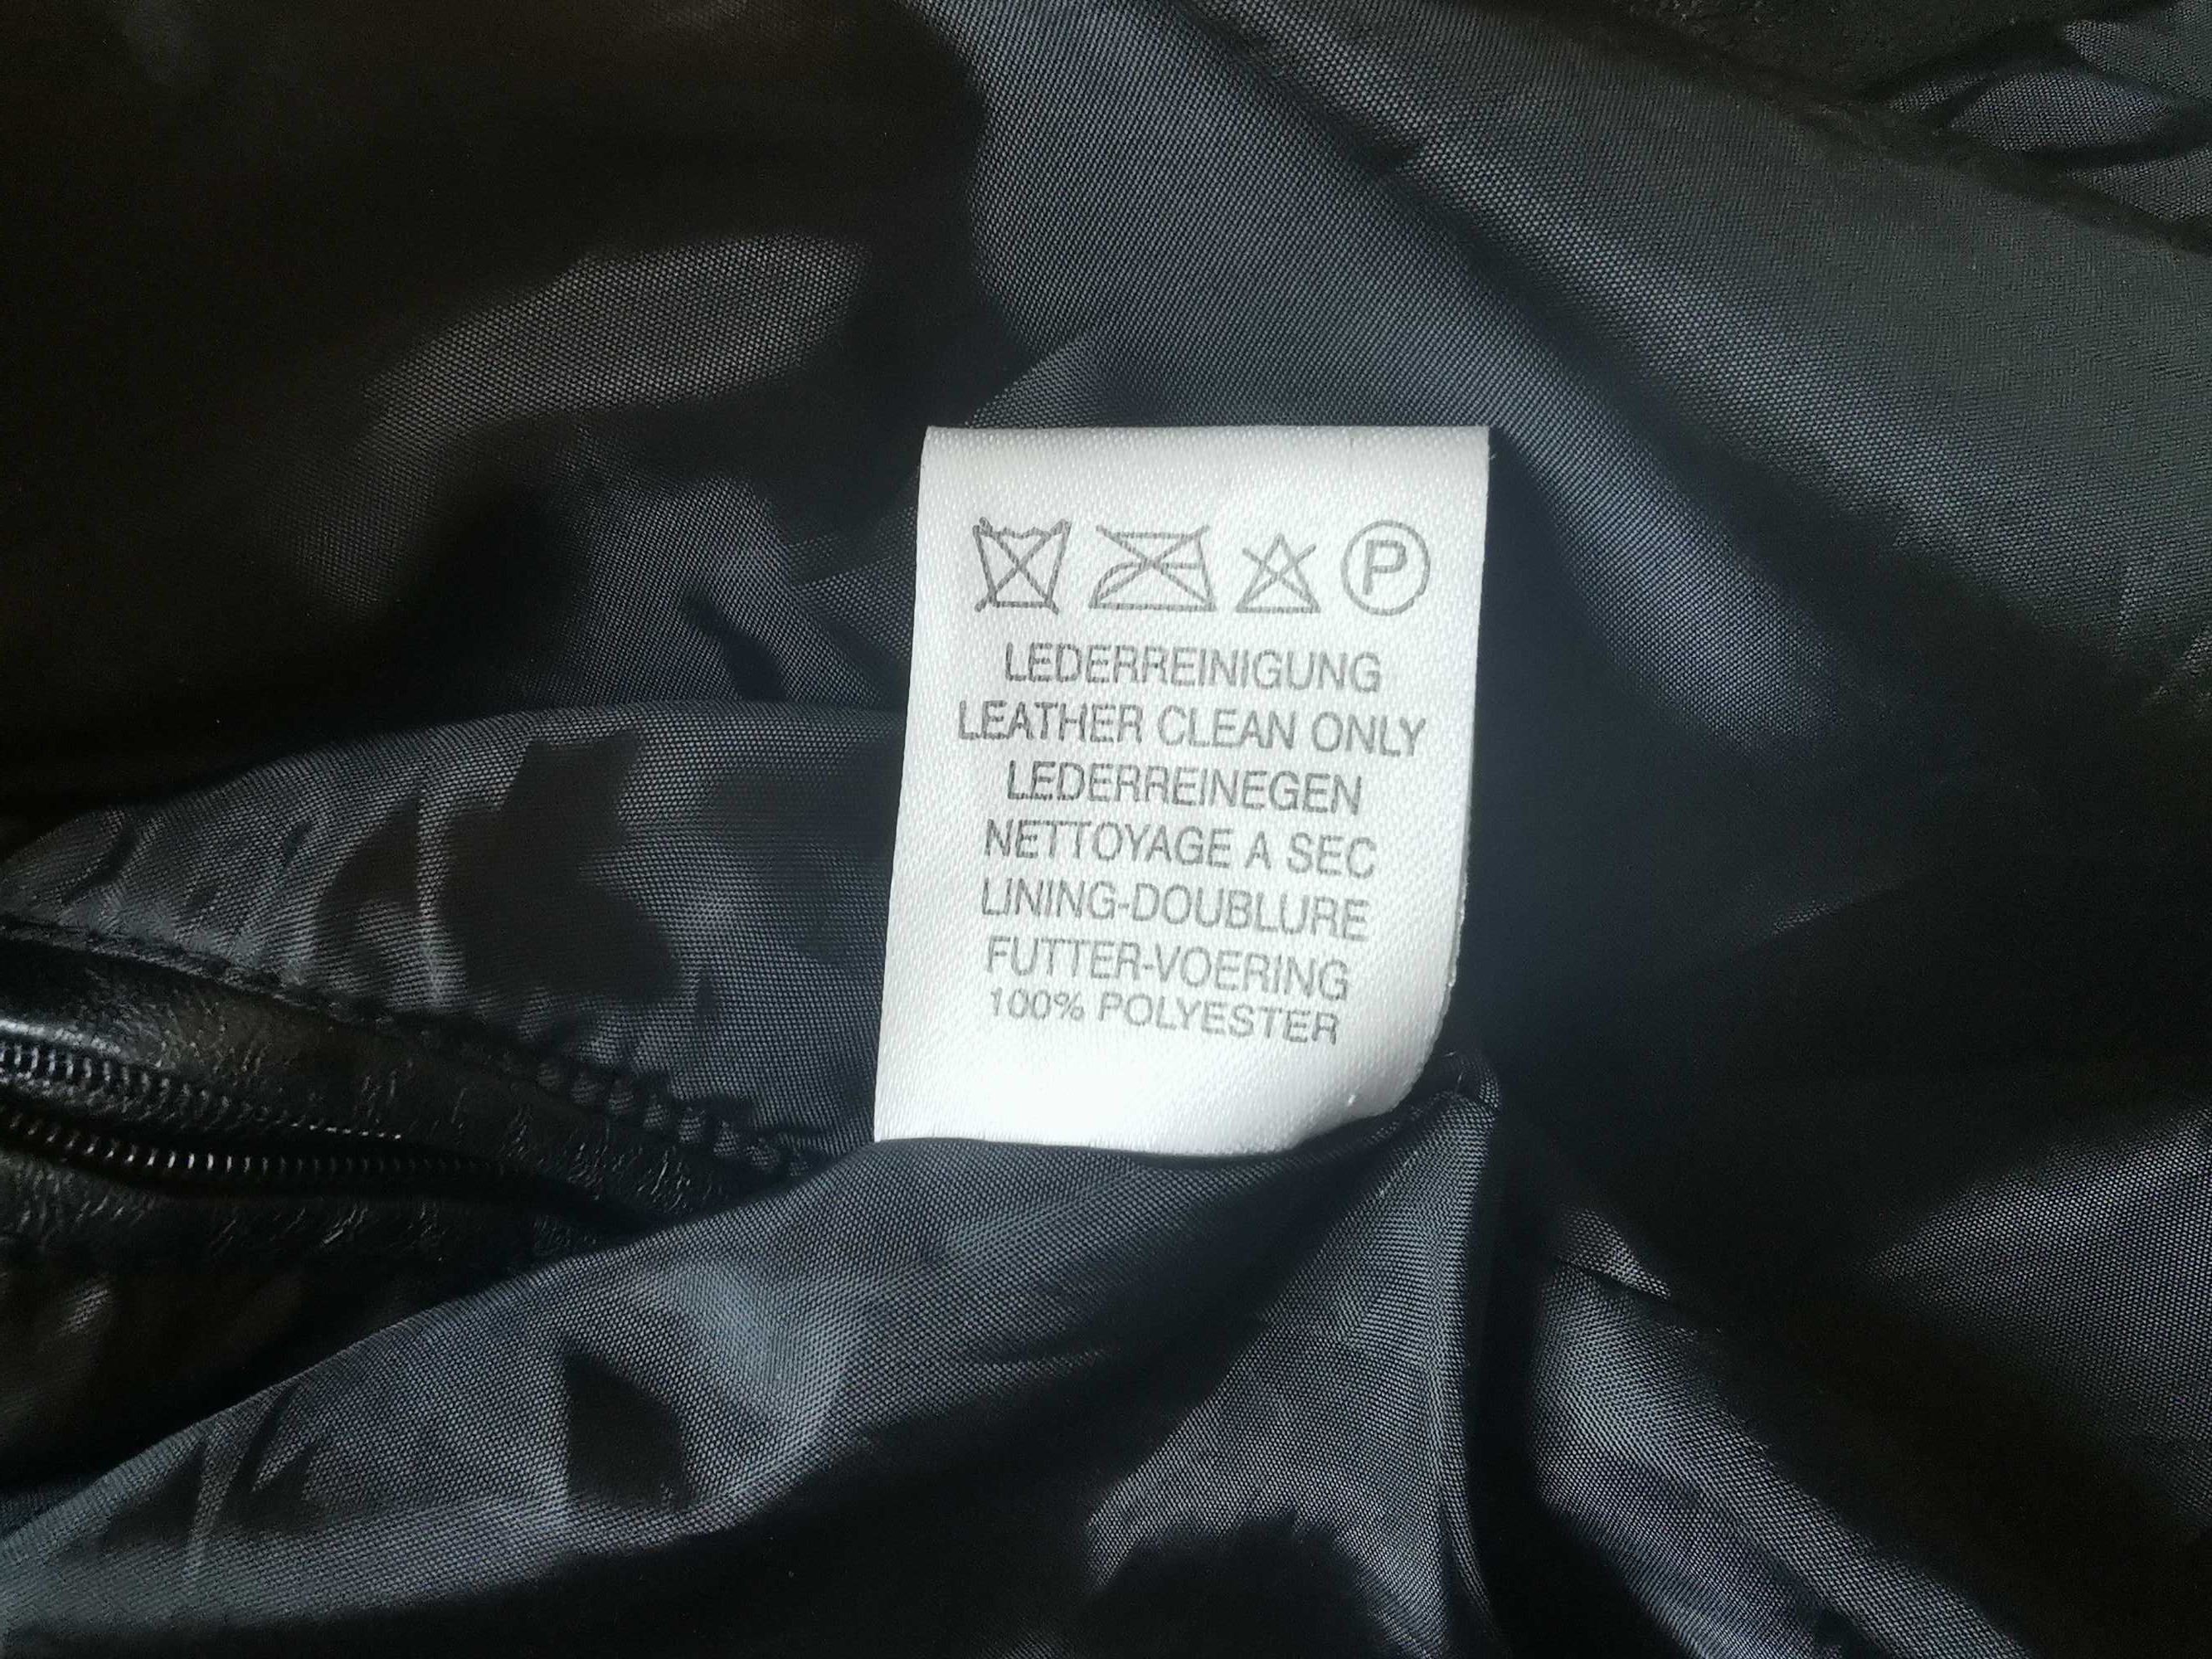 P
LEDERREINIGUNG
LEATHER CLEAN ONLY
LEDERREINEGEN
NETTOYAGE A SEC
LINING-DOUBLURE
FUTTER-VOERING
100% POLYESTER